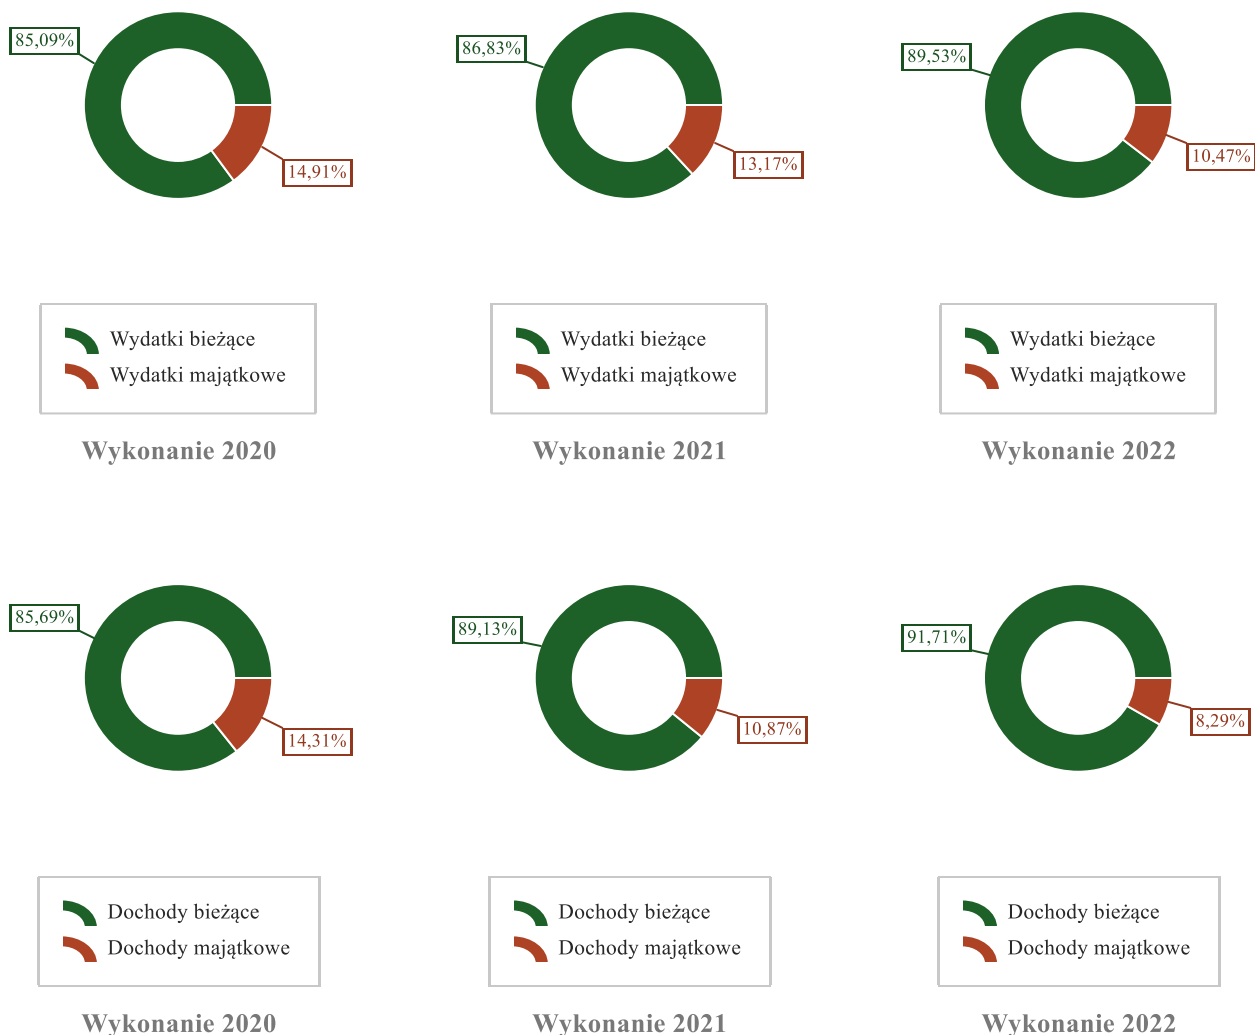 85,09%
14,91%
Wydatki bieżące
Wydatki majątkowe
Wykonanie 2020
86,83%
13,17%
Wydatki bieżące
Wydatki majątkowe
Wykonanie 2021
89,53%
10,47%
Wydatki bieżące
Wydatki majątkowe
Wykonanie 2022
85,69%
14,31%
Dochody bieżące
Dochody majątkowe
Wykonanie 2020
89,13%
10,87%
Dochody bieżące
Dochody majątkowe
Wykonanie 2021
91,71%
8,29%
Dochody bieżące
Dochody majątkowe
Wykonanie 2022